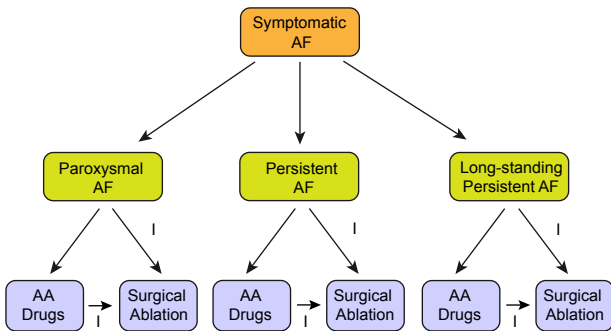 Symptomatic
AF
Paroxysmal
AF
Persistent
AF
Long-standing
Persistent AF
I
I
I
AA
Drugs
I
Surgical
Ablation
AA
Drugs
I
Surgical
Ablation
AA
Drugs
I
Surgical
Ablation